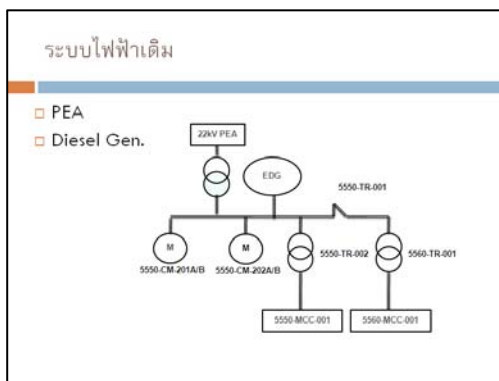 ระบบไฟฟ้าเดิม
PEA
Diesel Gen.
22kV PEA
EDG
5550-TR-001
M
M
5550-CM-201A/B
5550-CM-202A/B
5550-TR-002
5560-TR-001
5550-MCC-001
5560-MCC-001